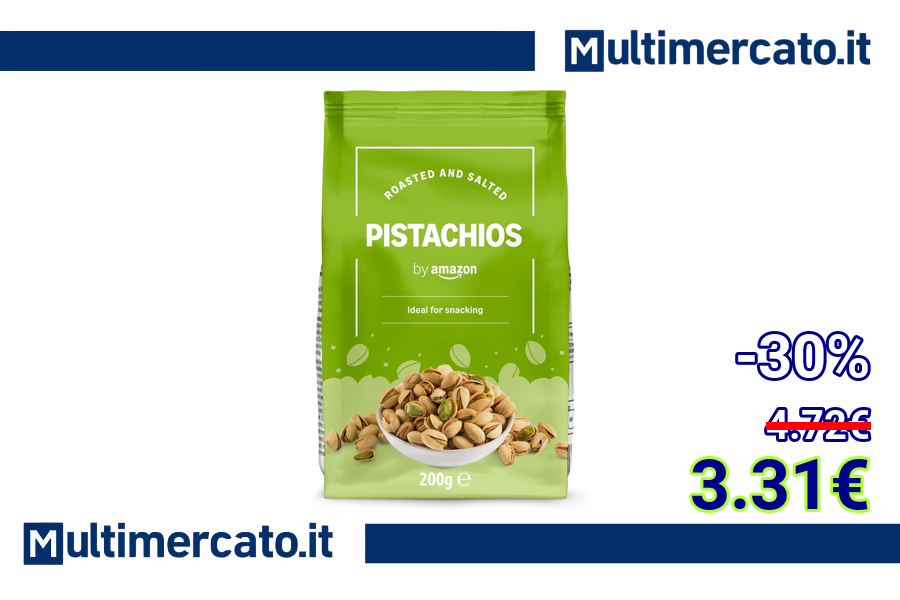 Multimercato.it
ROASTED AND SALTED
PISTACHIOS
by amazon
Ideal for snacking
200g ℮
-30%
4.72€
3.31€
Multimercato.it